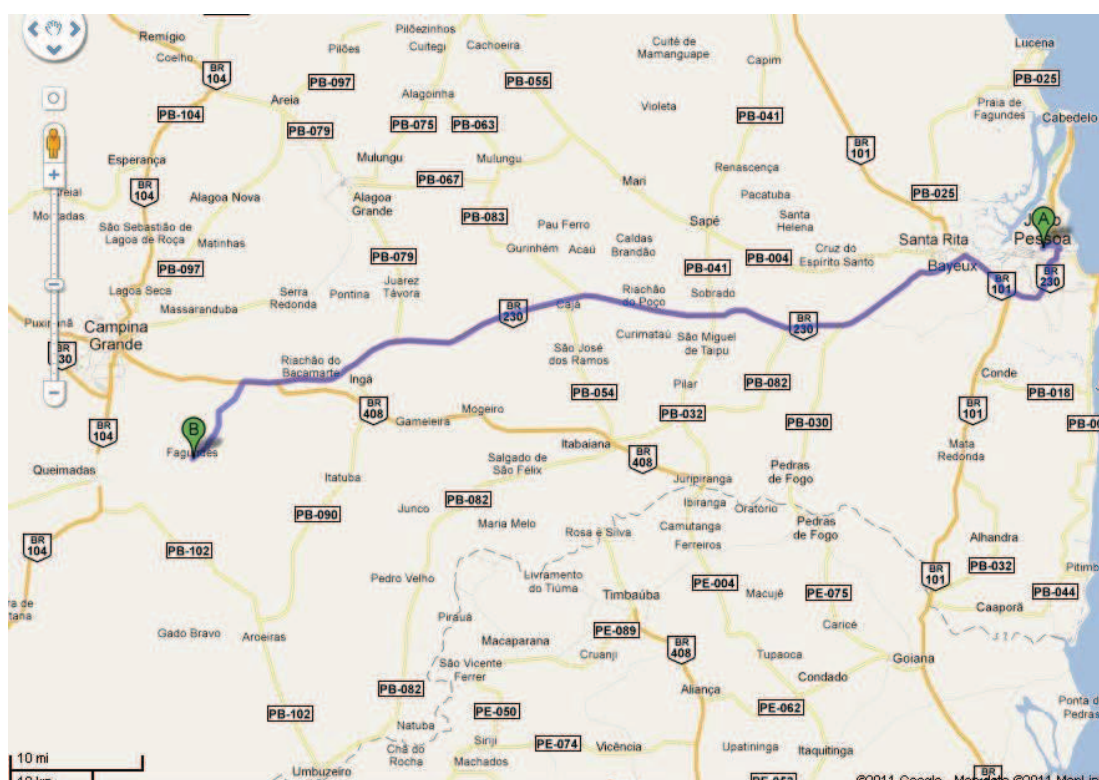 Pilõezinhos
Remígio
Cuitegi
Cachoeira
Cuité de
Mamanguape
Lucena
Coelho
Pilões
Capim
BR
104
PB-097
PB-055
PB-025
Areia
Alagoinha
Violeta
Praia de
Fagundes
Cabedelo
PB-104
PB-079
PB-075
PB-063
PB-041
BR
101
Esperança
Mulungu
Mulungu
Renascença
BR
104
Alagoa Nova
PB-067
Mari
Pacatuba
PB-025
Alagoa
Grande
PB-083
A
São Sebastião de
Lagoa de Roça
Matinhas
Pau Ferro
Sapé
Santa
Helena
Santa Rita
Pessoa
Gurinhém
Acaú
Caldas
Brandão
Cruz do
Espirito Santo
PB-097
PB-079
PB-041
PB-004
Bayeux
BR
101
BR
230
Lagoa Seca
Serra
Redonda
Pontina
Juarez
Távora
Riachão
do Poço
Sobrado
Massaranduba
BR
230
Cajá
BR
230
Campina
Grande
Curimataú
São Miguel
de Taipu
Riachão do
Bacamarte
Ingá
São José
dos Ramos
Pilar
PB-082
Conde
PB-018
PB-054
BR
408
Mogeiro
PB-032
BR
101
B
Gameleira
PB-030
BR
104
Fagundes
Itabaiana
Mata
Redonda
Queimadas
Salgado de
São Félix
BR
408
Pedras
de Fogo
Itatuba
Juripiranga
PB-082
Ibiranga
Oratório
PB-090
Junco
Maria Melo
Rosa e Silva
Camutanga
Pedras
de Fogo
BR
104
PB-102
Ferreiros
Alhandra
PB-032
Pedro Velho
Livramento
do Tiúma
PE-004
Macujê
PE-075
BR
101
PB-044
Timbaúba
Caaporã
Pirauá
Gado Bravo
Aroeiras
Macaparana
PE-089
Caricé
BR
408
São Vicente
Ferrer
Cruanji
Tupaoca
Goiana
Condado
PB-082
Aliança
PB-102
PE-050
PE-062
Natuba
Ponta d
Pedras
Chã do
Rocha
Siriji
PE-074
Vicência
Upatininga
Itaquitinga
10 mi
Umbuzeiro
Machados
BR